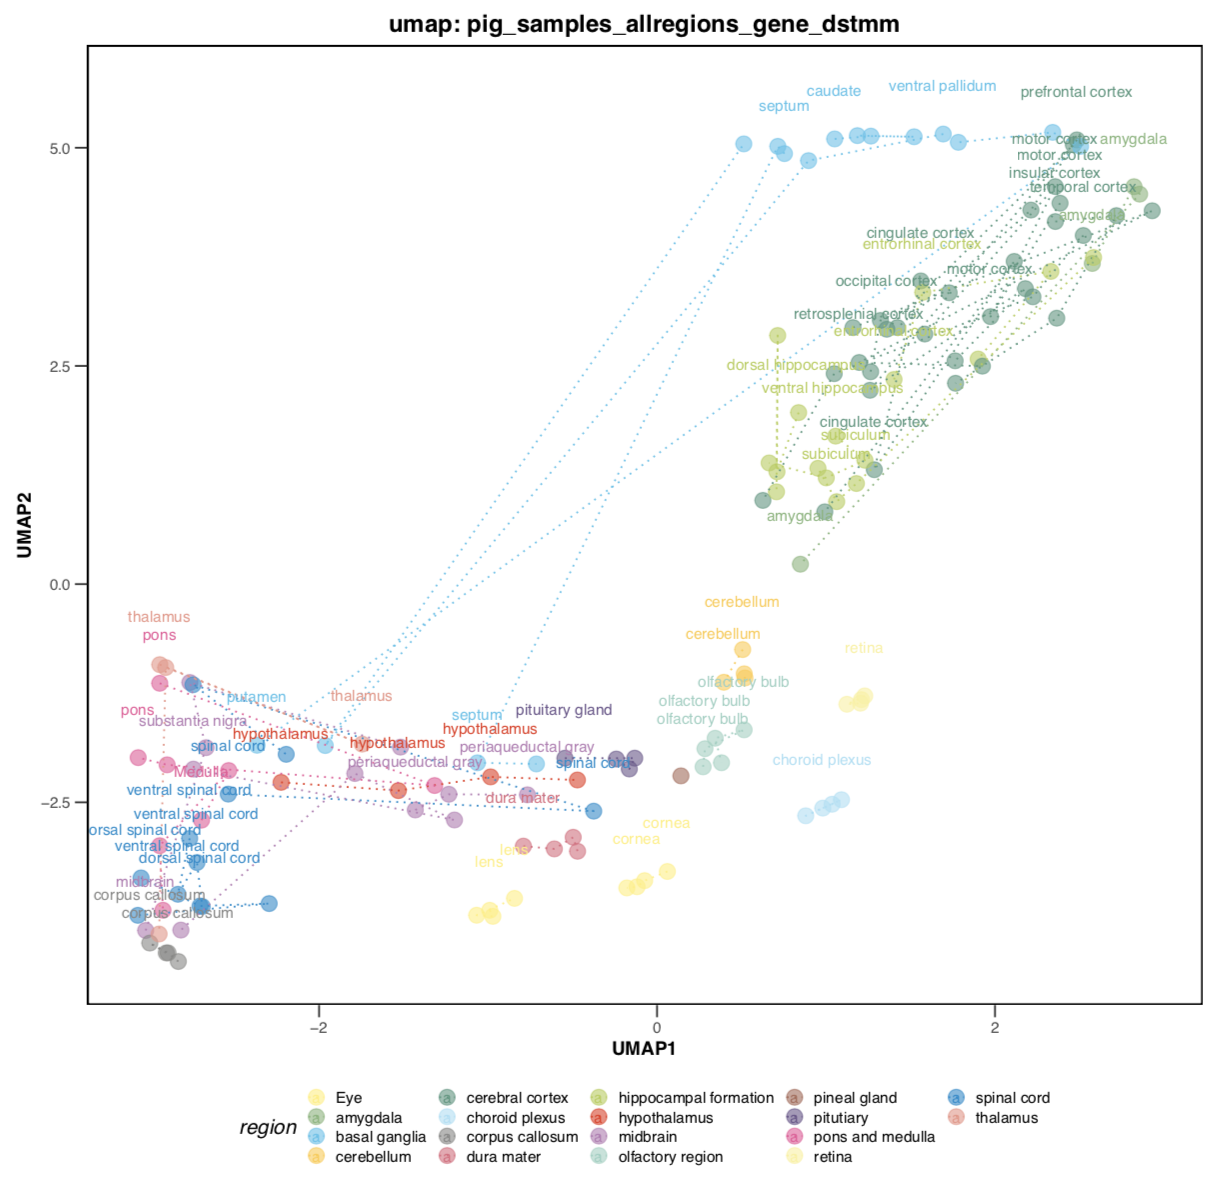 umap: pig_samples_allregions_gene_dstmm
ventral pallidum
caudate
prefrontal cortex
septum
motor cortex amygdala
motor cortex
insular cortex
temporal cortex
amygdala
cingulate cortex
entrorhinal cortex
motor cortex
occipital cortex
retrosplenial cortex
entrorhinal cortex
dorsal hippocampus
ventral hippocampus
cingulate cortex
subiculum
subiculum
amygdala
cerebellum
thalamus
pons
cerebellum
retina
olfactory bulb
putamen
thalamus
olfactory bulb
pons
septum
pituitary gland
substantia nigra
olfactory bulb
hypothalamus
hypothalamus
spinal cord
hypothalamus
periaqueductal gray
periaqueductal gray
spinal cord
choroid plexus
Medulla
ventral spinal cord
dura mater
ventral spinal cord
cornea
orsal spinal cord
cornea
ventral spinal cord
lens
dorsal spinal cord
lens
midbrain
corpus callosum
corpus callosum
5.0
2.5
0.0
−2.5
UMAP2
−2
0
2
UMAP1
region
Eye
amygdala
basal ganglia
cerebellum
cerebral cortex
choroid plexus
corpus callosum
dura mater
hippocampal formation
hypothalamus
midbrain
olfactory region
pineal gland
pitutiary
pons and medulla
retina
spinal cord
thalamus